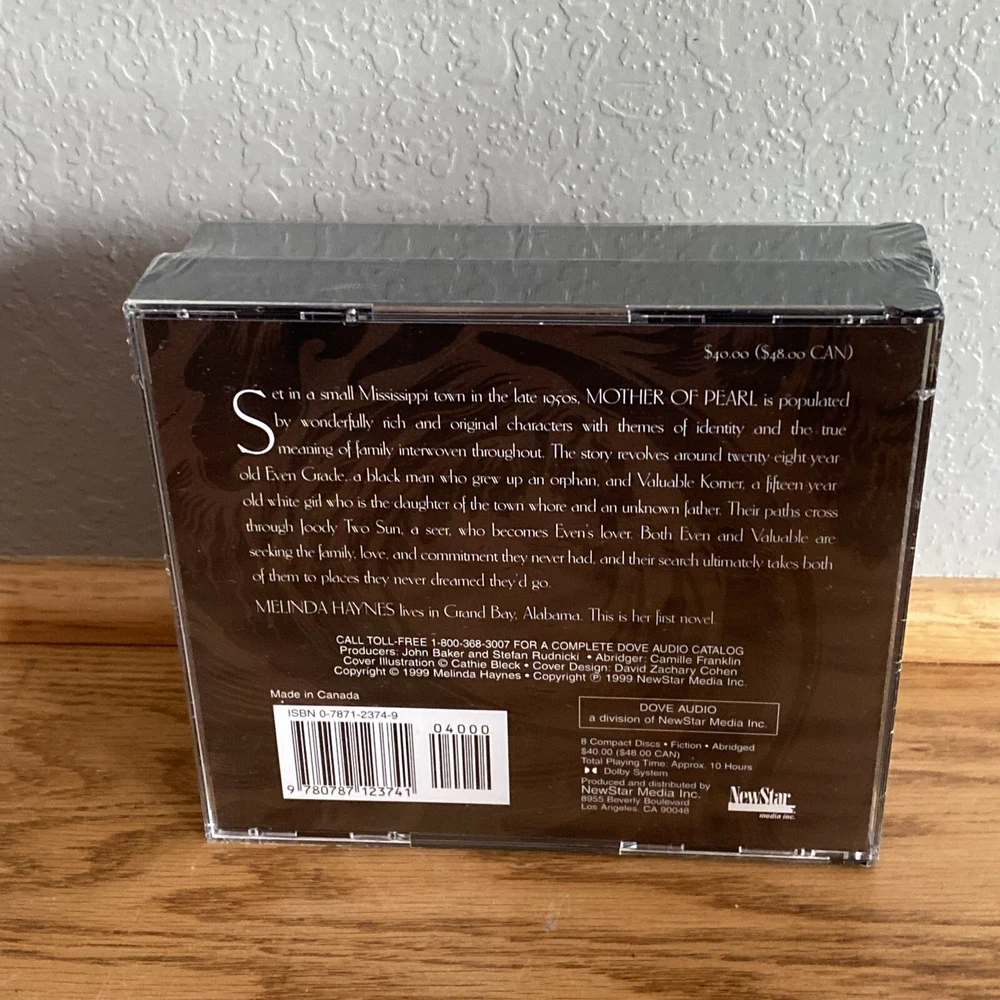 $40.00 ($48.00 CAN)
Set in a small Mississippi town in the late 1950s, MOTHER OF PEARL is populated
by wonderfully rich and original characters with themes of identity and the true
meaning of family interwoven throughout. The story revolves around twenty-eight-year
old Even Grade, a black man who grew up an orphan, and Valuable Korner, a fifteen-year
old white girl who is the daughter of the town whore and an unknown father. Their paths cross
through Joody Two Sun, a seer, who becomes Even's lover. Both Even and Valuable are
seeking the family, love, and commitment they never had, and their search ultimately takes both
of them to places they never dreamed they'd go.
MELINDA HAYNES lives in Grand Bay, Alabama. This is her first novel.
CALL TOLL-FREE 1-800-368-3007 FOR A COMPLETE DOVE AUDIO CATALOG
Producers: John Baker and Stefan Rudnicki • Abridger: Camille Franklin
Cover Illustration © Cathie Bleck • Cover Design: David Zachary Cohen
Copyright © 1999 Melinda Haynes • Copyright ℗ 1999 NewStar Media Inc.
Made in Canada
ISBN 0-7871-2374-9
04000
9 780787 123741
DOVE AUDIO
a division of NewStar Media Inc.
8 Compact Discs • Fiction • Abridged
$40.00 ($48.00 CAN)
Total Playing Time: Approx. 10 Hours
Dolby System
Produced and distributed by
NewStar Media Inc.
8955 Beverly Boulevard
Los Angeles, CA 90048
NewStar
media inc.